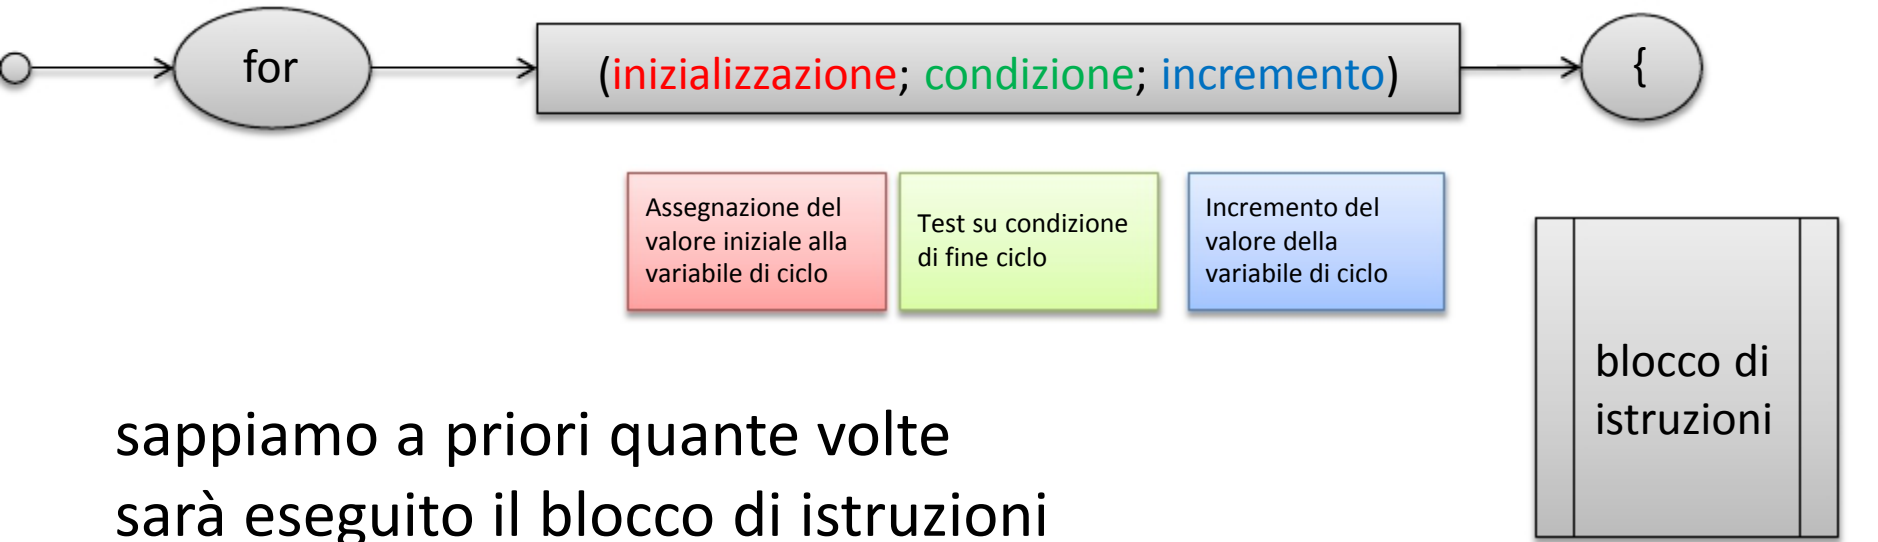 for (inizializzazione; condizione; incremento) {
Assegnazione del
valore iniziale alla
variabile di ciclo
Test su condizione
di fine ciclo
Incremento del
valore della
variabile di ciclo
blocco di
istruzioni
sappiamo a priori quante volte
sarà eseguito il blocco di istruzioni